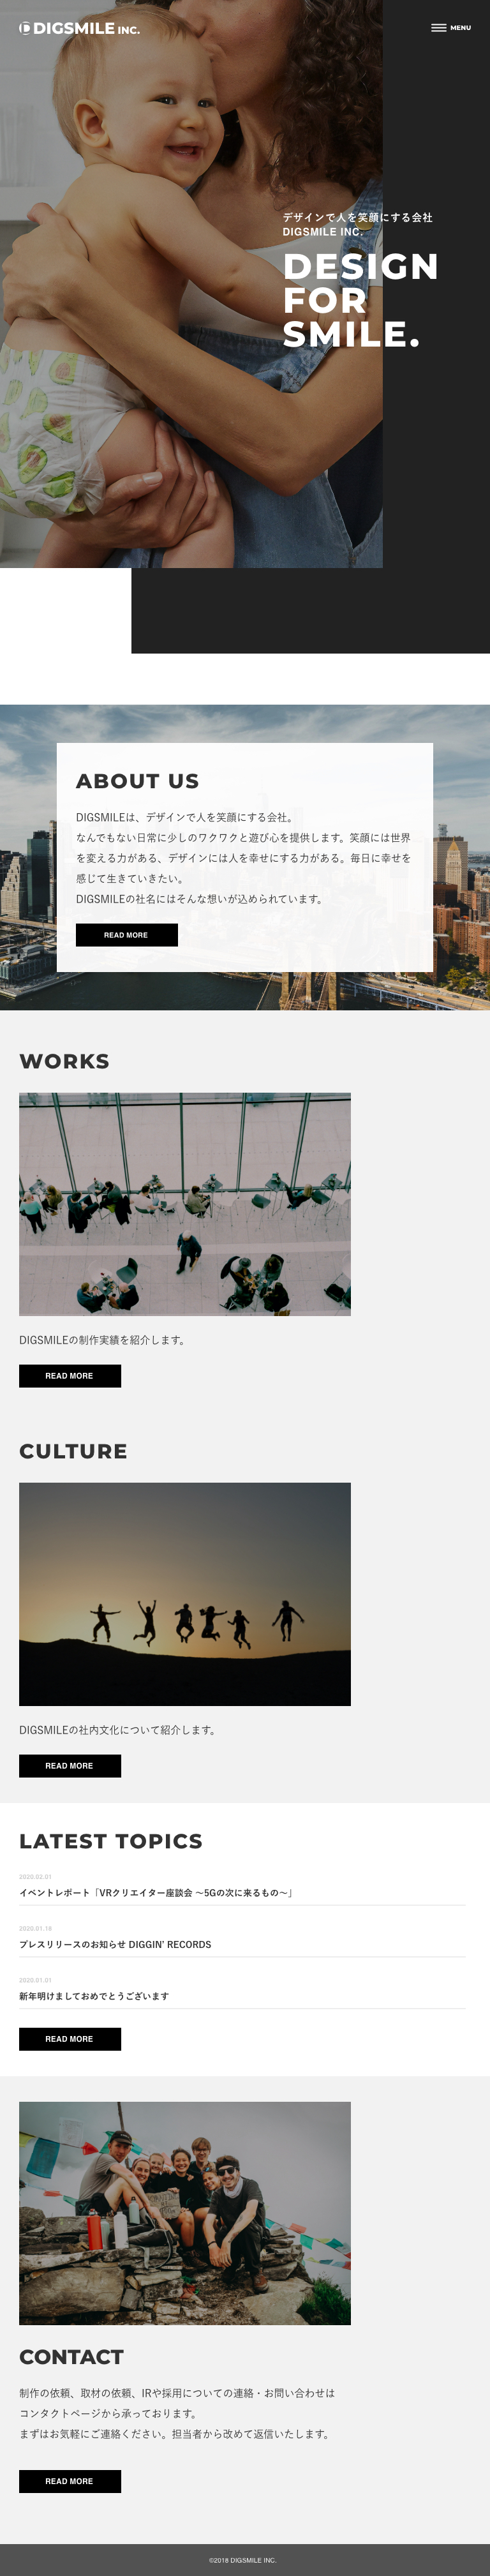 DIGSMILE INC.
MENU
デザインで人を笑顔にする会社
DIGSMILE INC.
DESIGN
FOR
SMILE.
ABOUT US
DIGSMILEは、デザインで人を笑顔にする会社。
なんでもない日常に少しのワクワクと遊び心を提供します。笑顔には世界
を変える力がある、デザインには人を幸せにする力がある。毎日に幸せを
感じて生きていきたい。
DIGSMILEの社名にはそんな想いが込められています。
READ MORE
WORKS
DIGSMILEの制作実績を紹介します。
READ MORE
CULTURE
DIGSMILEの社内文化について紹介します。
READ MORE
LATEST TOPICS
2020.02.01
イベントレポート「VRクリエイター座談会 〜5Gの次に来るもの〜」
2020.01.16
プレスリリースのお知らせ DIGGIN’ RECORDS
2020.01.01
新年明けましておめでとうございます
READ MORE
CONTACT
制作の依頼、取材の依頼、IRや採用についての連絡・お問い合わせは
コンタクトページから承っております。
まずはお気軽にご連絡ください。担当者から改めて返信いたします。
READ MORE
©2018 DIGSMILE INC.